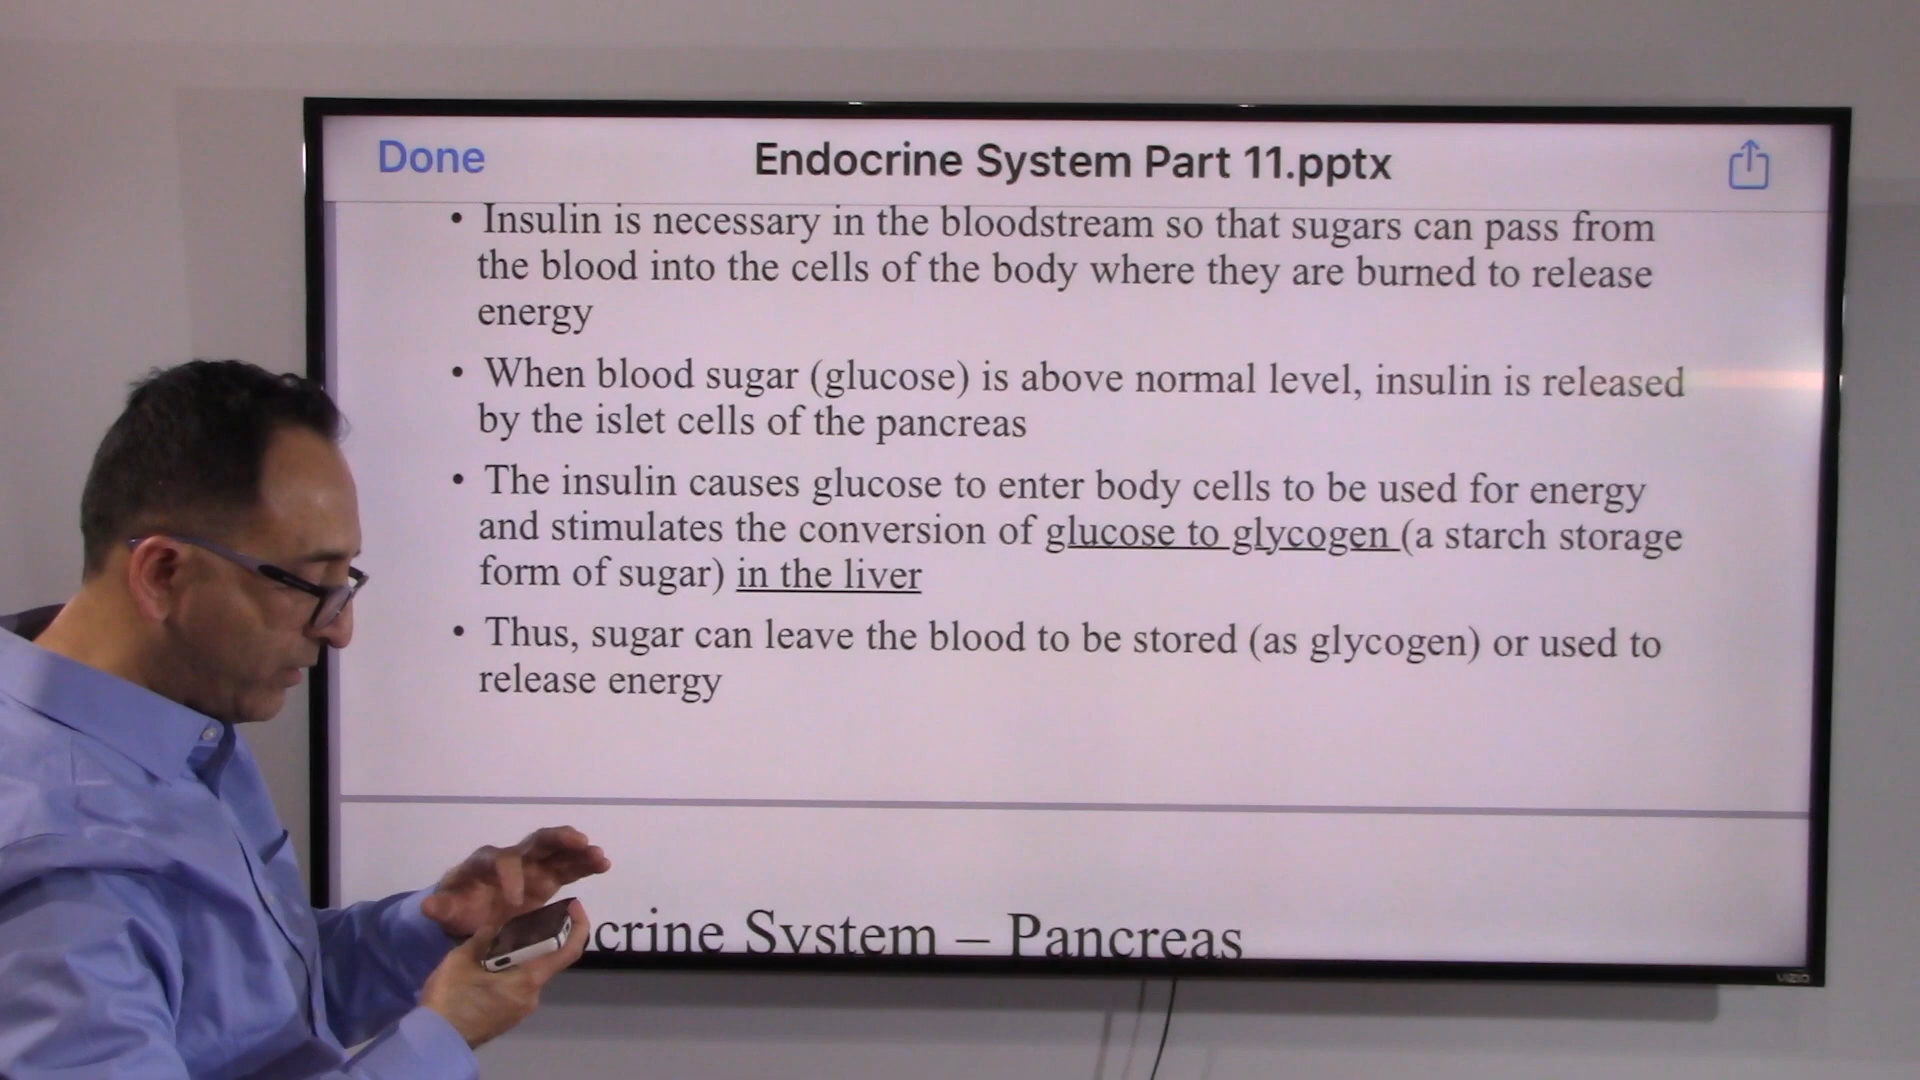 Done
Endocrine System Part 11.pptx
• Insulin is necessary in the bloodstream so that sugars can pass from
the blood into the cells of the body where they are burned to release
energy
• When blood sugar (glucose) is above normal level, insulin is released
by the islet cells of the pancreas
• The insulin causes glucose to enter body cells to be used for energy
and stimulates the conversion of glucose to glycogen (a starch storage
form of sugar) in the liver
• Thus, sugar can leave the blood to be stored (as glycogen) or used to
release energy
crine System – Pancreas
VIZIO